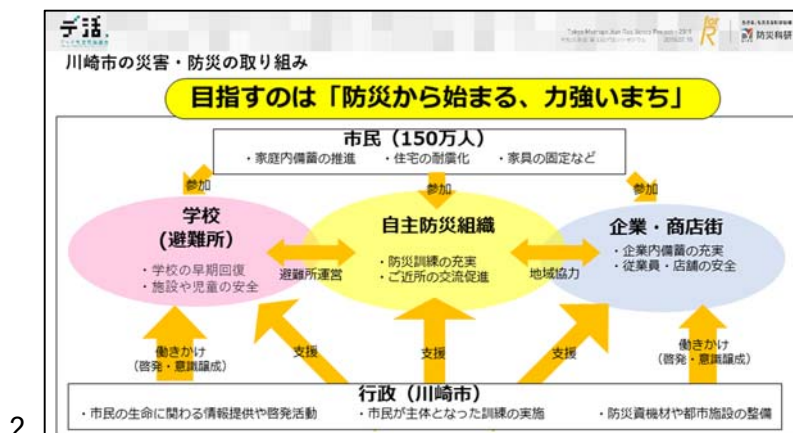 デ活
防災科研
川崎市の災害・防災の取り組み
目指すのは「防災から始まる、力強いまち」
市民（150万人）
・家庭内備蓄の推進　・住宅の耐震化　・家具の固定など
参加　参加　参加
学校
(避難所)
・学校の早期回復
・施設や児童の安全
避難所運営
自主防災組織
・防災訓練の充実
・ご近所の交流促進
地域協力
企業・商店街
・企業内備蓄の充実
・従業員・店舗の安全
働きかけ
（啓発・意識醸成）
支援　支援　支援
働きかけ
（啓発・意識醸成）
行政（川崎市）
・市民の生命に関わる情報提供や啓発活動　・市民が主体となった訓練の実施　・防災資機材や都市施設の整備
2